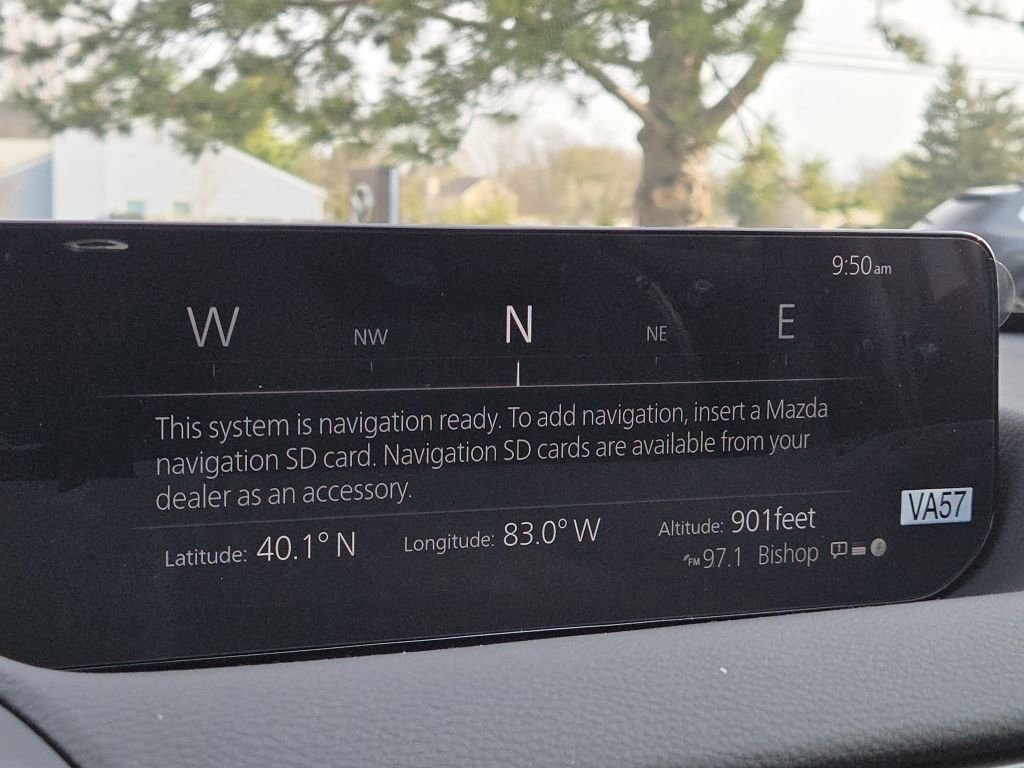 9:50am
W NW N NE E
This system is navigation ready. To add navigation, insert a Mazda
navigation SD card. Navigation SD cards are available from your
dealer as an accessory.
Latitude: 40.1° N Longitude: 83.0° W Altitude: 901feet
VA57
FM 97.1 Bishop